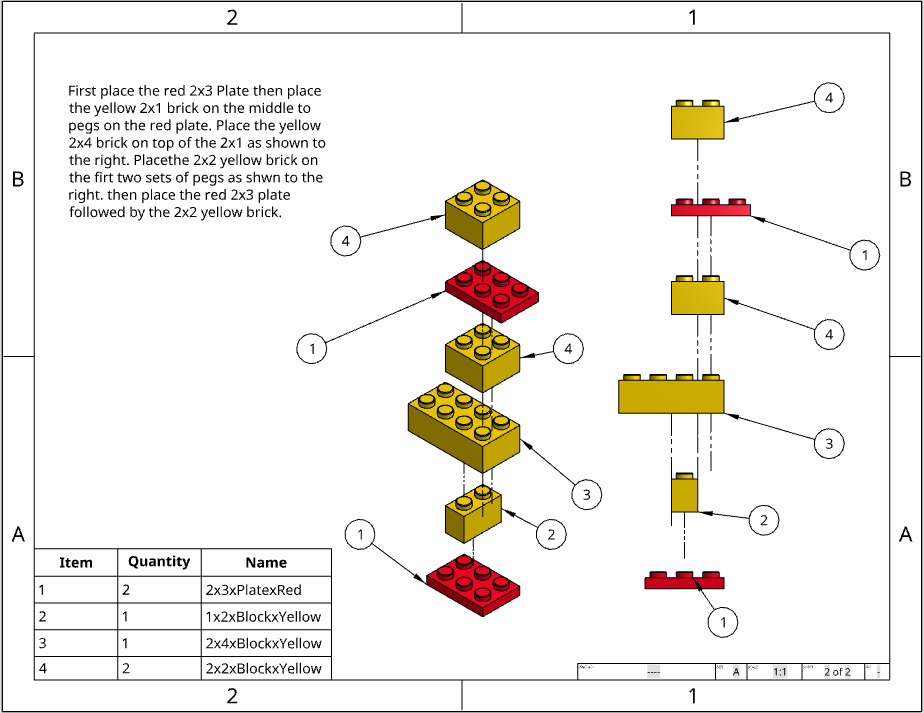 2 1
First place the red 2x3 Plate then place
the yellow 2x1 brick on the middle to
pegs on the red plate. Place the yellow
2x4 brick on top of the 2x1 as shown to
the right. Placethe 2x2 yellow brick on
the firt two sets of pegs as shwn to the
right. then place the red 2x3 plate
followed by the 2x2 yellow brick.
B B
4
4
1
1
4
4
3
3
2
2
1
1
A A
Item Quantity Name
1 2 2x3xPlatexRed
2 1 1x2xBlockxYellow
3 1 2x4xBlockxYellow
4 2 2x2xBlockxYellow
---- A 1:1 2 of 2 -
2 1